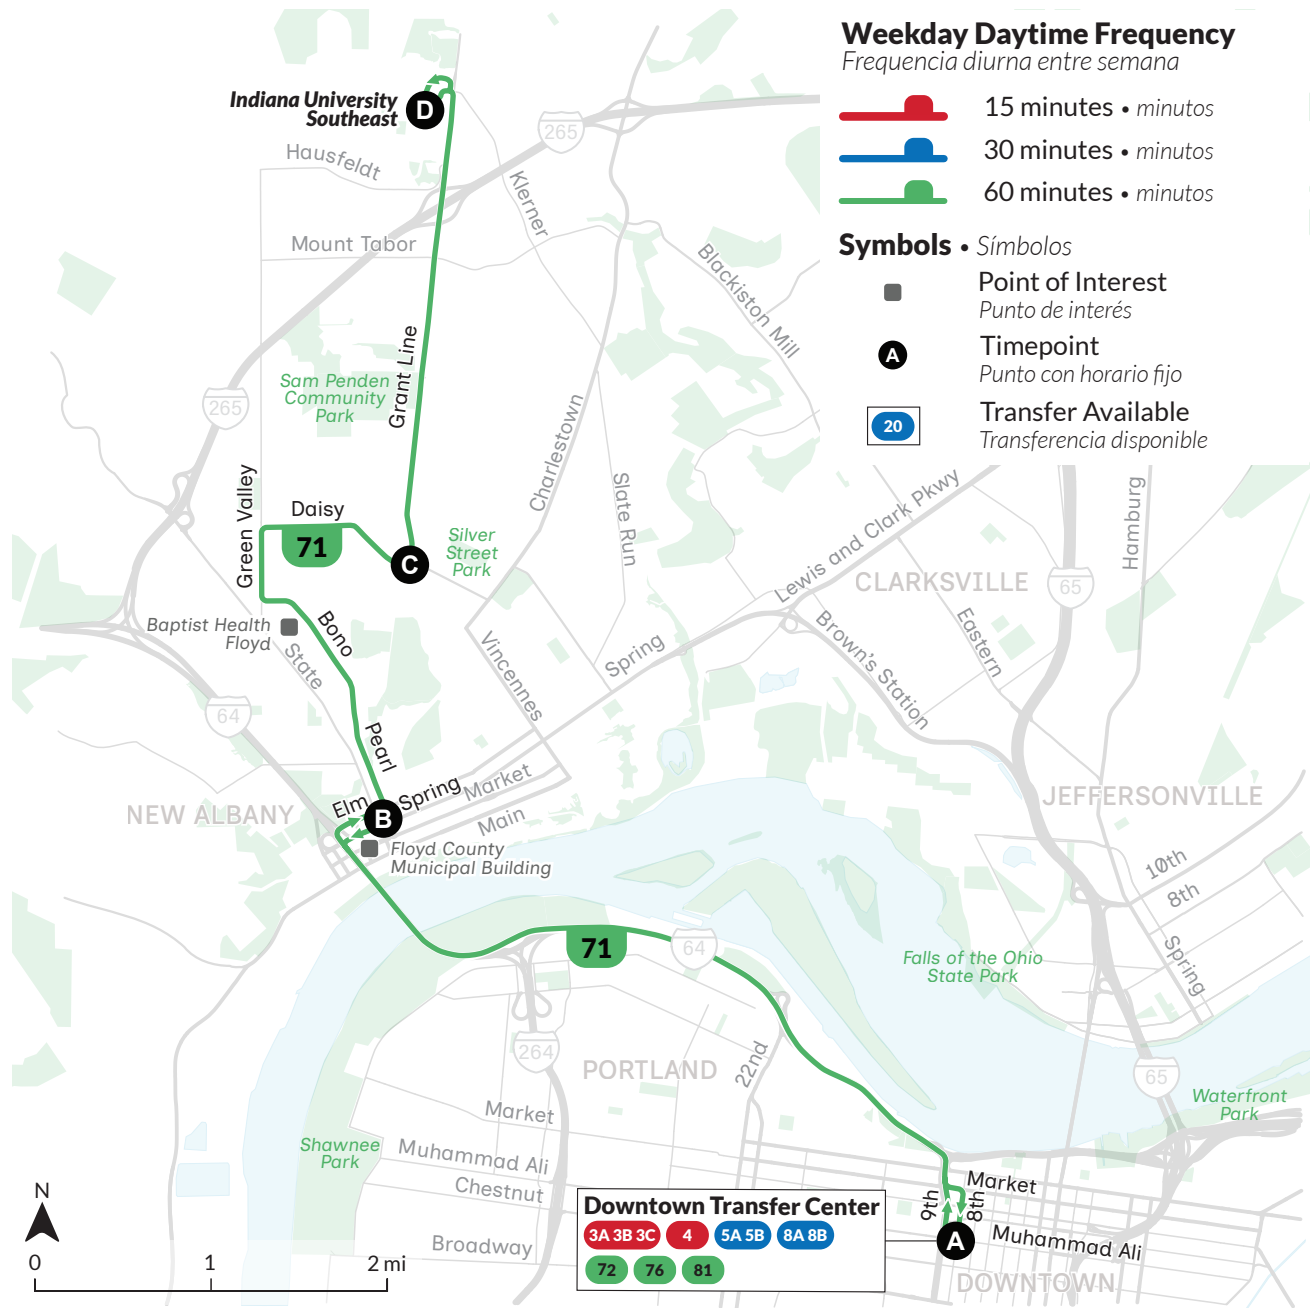 Weekday Daytime Frequency
Frequencia diurna entre semana
15 minutes • minutos
30 minutes • minutos
60 minutes • minutos
Symbols • Símbolos
Point of Interest
Punto de interés
A
Timepoint
Punto con horario fijo
20
Transfer Available
Transferencia disponible
D
Indiana University
Southeast
265
Hausfeldt
Klerner
Mount Tabor
Blackiston Mill
Grant Line
Sam Penden
Community
Park
265
Charlestown
Green Valley
Daisy
71
C
Silver
Street
Park
Slate Run
Lewis and Clark Pkwy
Hamburg
CLARKSVILLE
65
Baptist Health
Floyd
Bono
State
Vincennes
Spring
Brown's Station
Eastern
64
Pearl
NEW ALBANY
Elm
B
Spring
Market
Main
Floyd County
Municipal Building
JEFFERSONVILLE
10th
8th
Spring
71
64
Falls of the Ohio
State Park
264
PORTLAND
22nd
65
Waterfront
Park
Market
Muhammad Ali
Chestnut
Broadway
Shawnee
Park
Market
9th
8th
A
Muhammad Ali
DOWNTOWN
Downtown Transfer Center
3A 3B 3C 4 5A 5B 8A 8B
72 76 81
N
0 1 2 mi